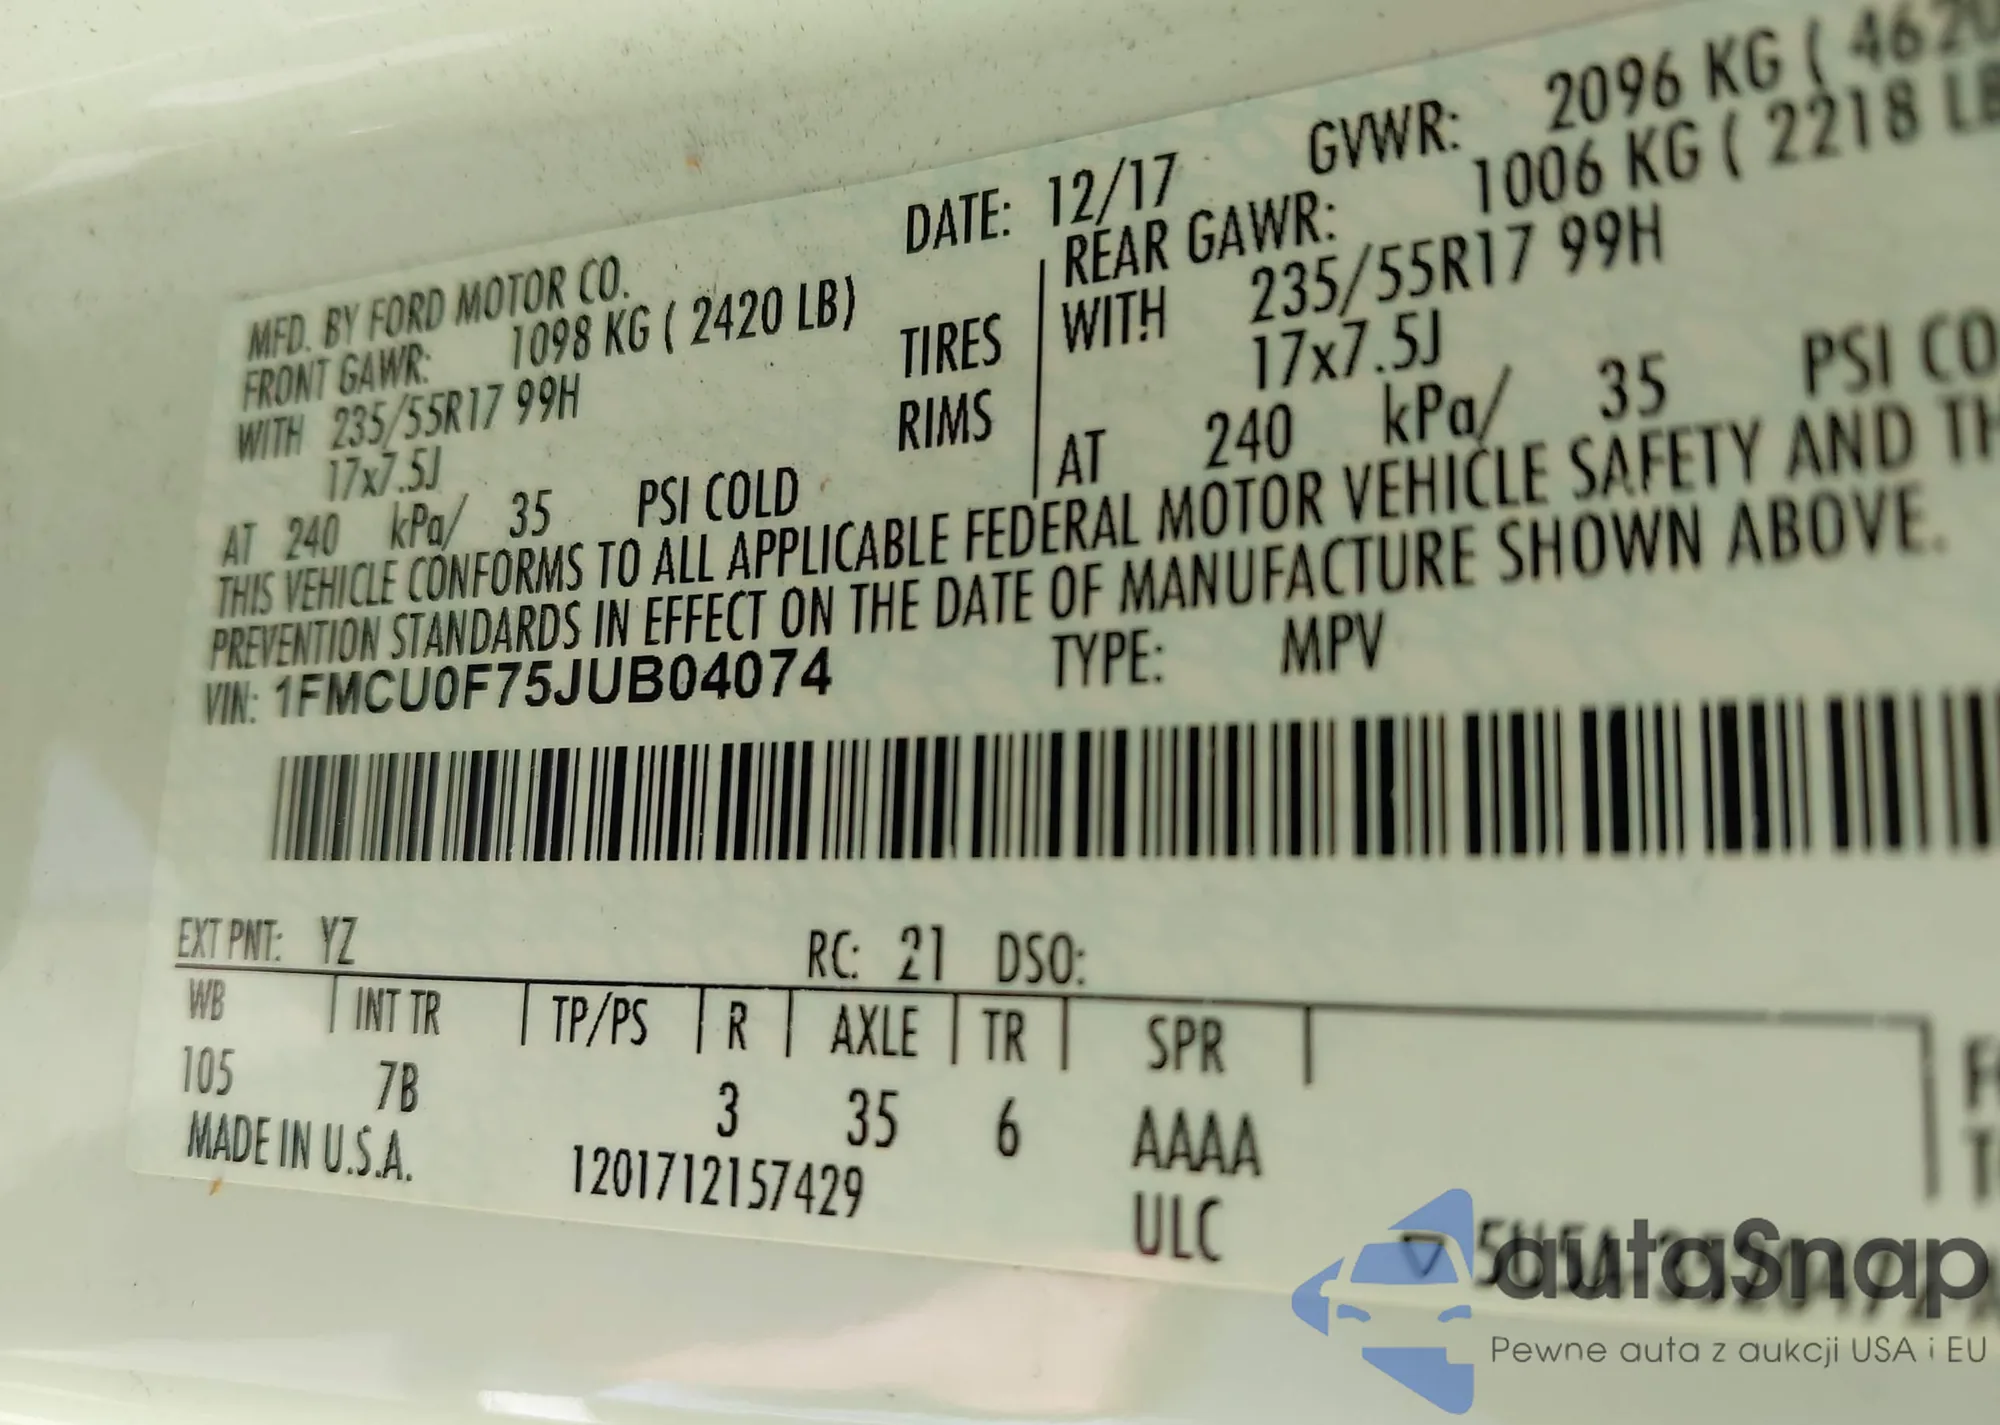 MFD. BY FORD MOTOR CO.
DATE: 12/17
GVWR: 2096 KG ( 4620
FRONT GAWR: 1098 KG ( 2420 LB)
REAR GAWR: 1006 KG ( 2218 LB
WITH 235/55R17 99H
TIRES
WITH 235/55R17 99H
17x7.5J
RIMS
17x7.5J
AT 240 kPa/ 35 PSI COLD
AT 240 kPa/ 35 PSI CO
THIS VEHICLE CONFORMS TO ALL APPLICABLE FEDERAL MOTOR VEHICLE SAFETY AND TH
PREVENTION STANDARDS IN EFFECT ON THE DATE OF MANUFACTURE SHOWN ABOVE.
VIN: 1FMCU0F75JUB04074
TYPE: MPV
EXT PNT: YZ RC: 21 DSO:
WB INT TR TP/PS R AXLE TR SPR
105 7B 3 35 6 AAAA
MADE IN U.S.A. 1201712157429 ULC
autaSnap
Pewne auta z aukcji USA i EU